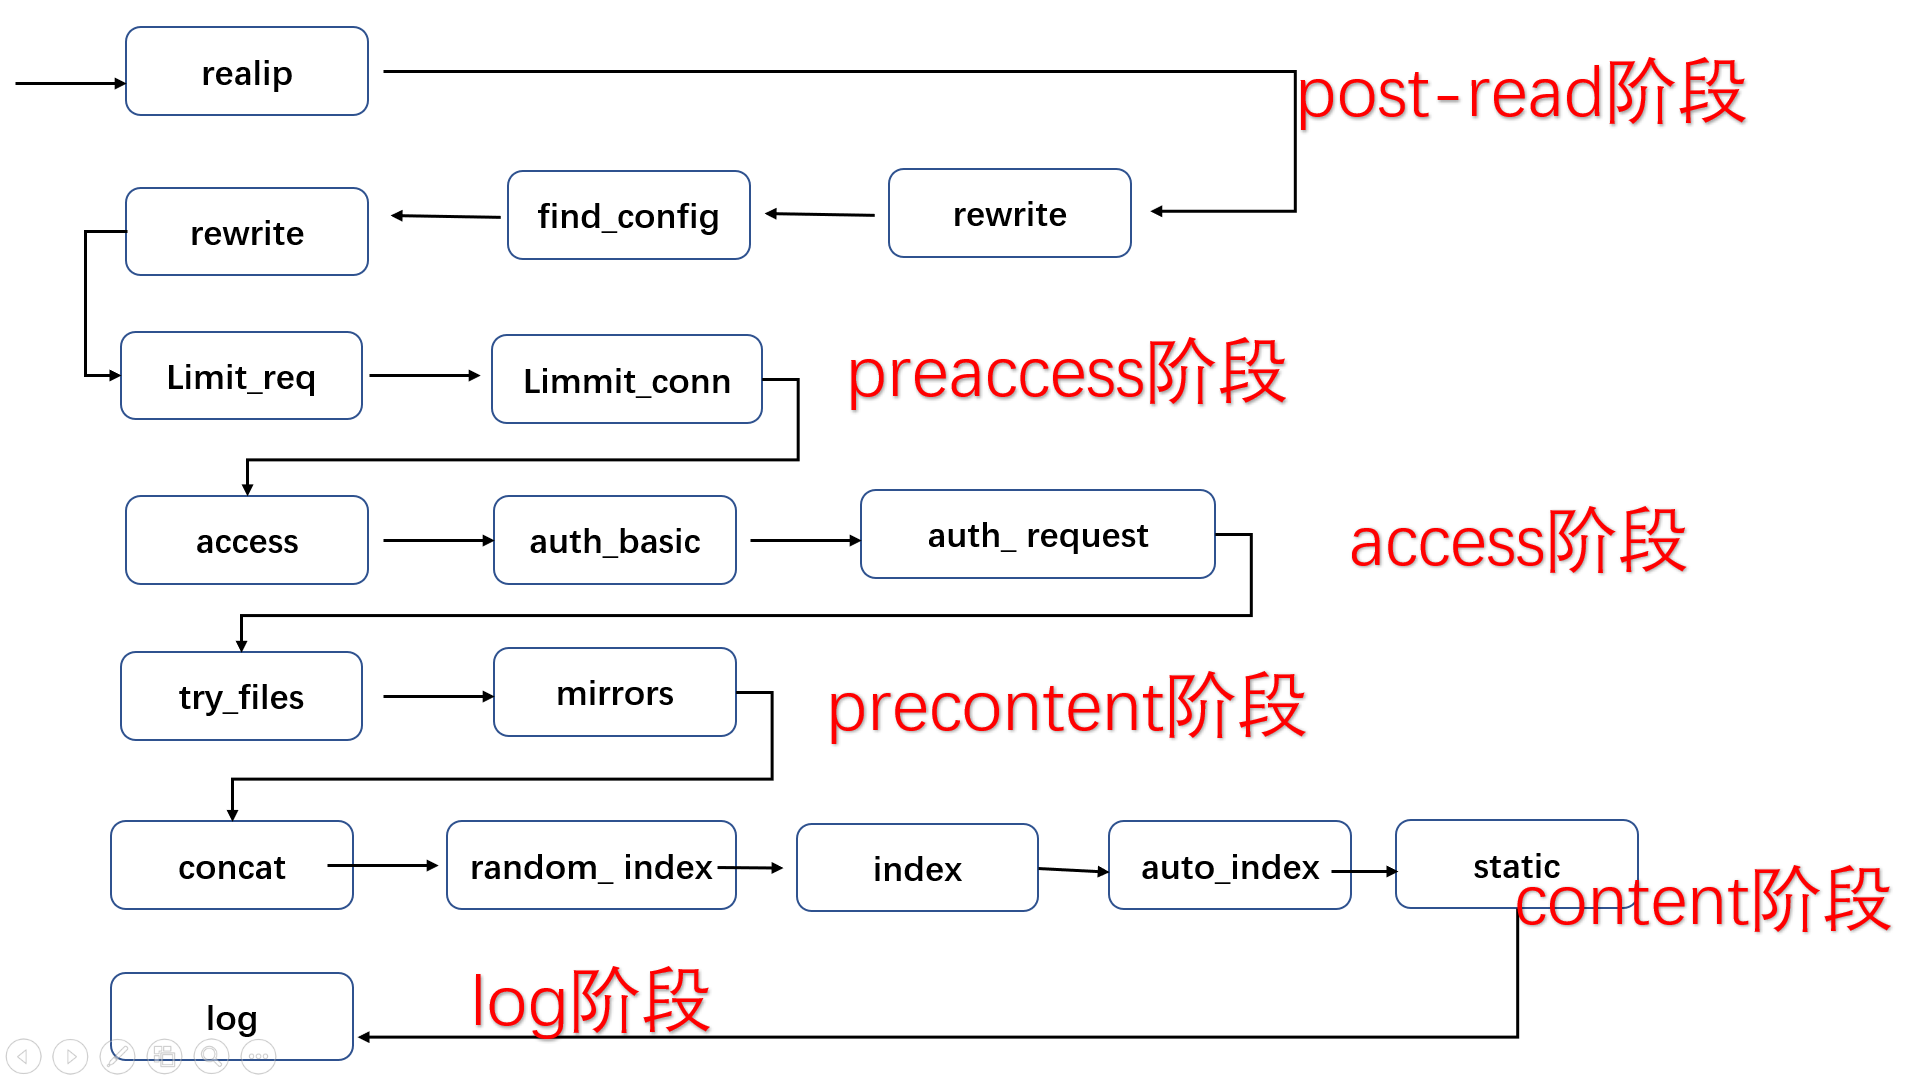 realip
post-read阶段
rewrite
find_config
rewrite
Limit_req
Limmit_conn
preaccess阶段
access
auth_basic
auth_ request
access阶段
try_files
mirrors
precontent阶段
concat
random_ index
index
auto_index
static
content阶段
log
log阶段